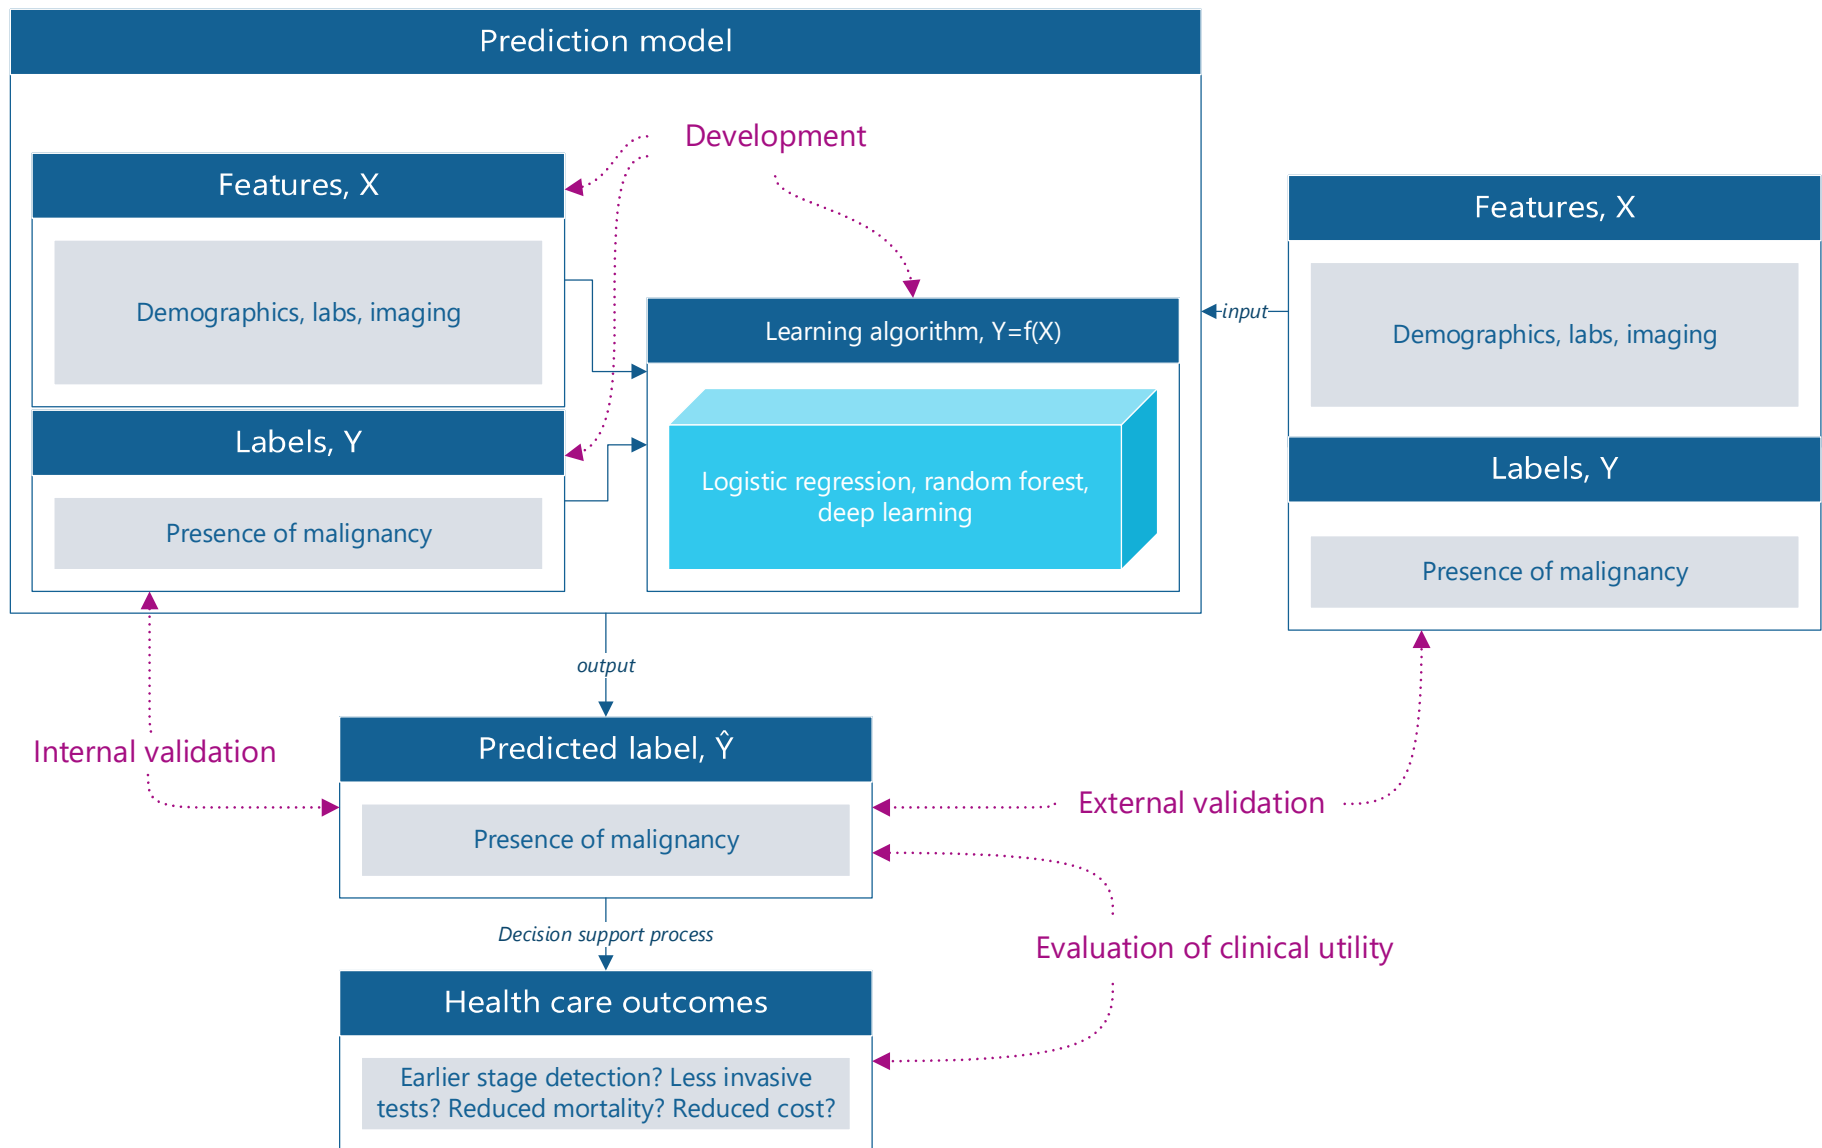 Prediction model
Development
Features, X
Demographics, labs, imaging
Labels, Y
Presence of malignancy
Learning algorithm, Y=f(X)
Logistic regression, random forest,
deep learning
input
Features, X
Demographics, labs, imaging
Labels, Y
Presence of malignancy
output
Internal validation
Predicted label, Ŷ
Presence of malignancy
External validation
Decision support process
Evaluation of clinical utility
Health care outcomes
Earlier stage detection? Less invasive
tests? Reduced mortality? Reduced cost?